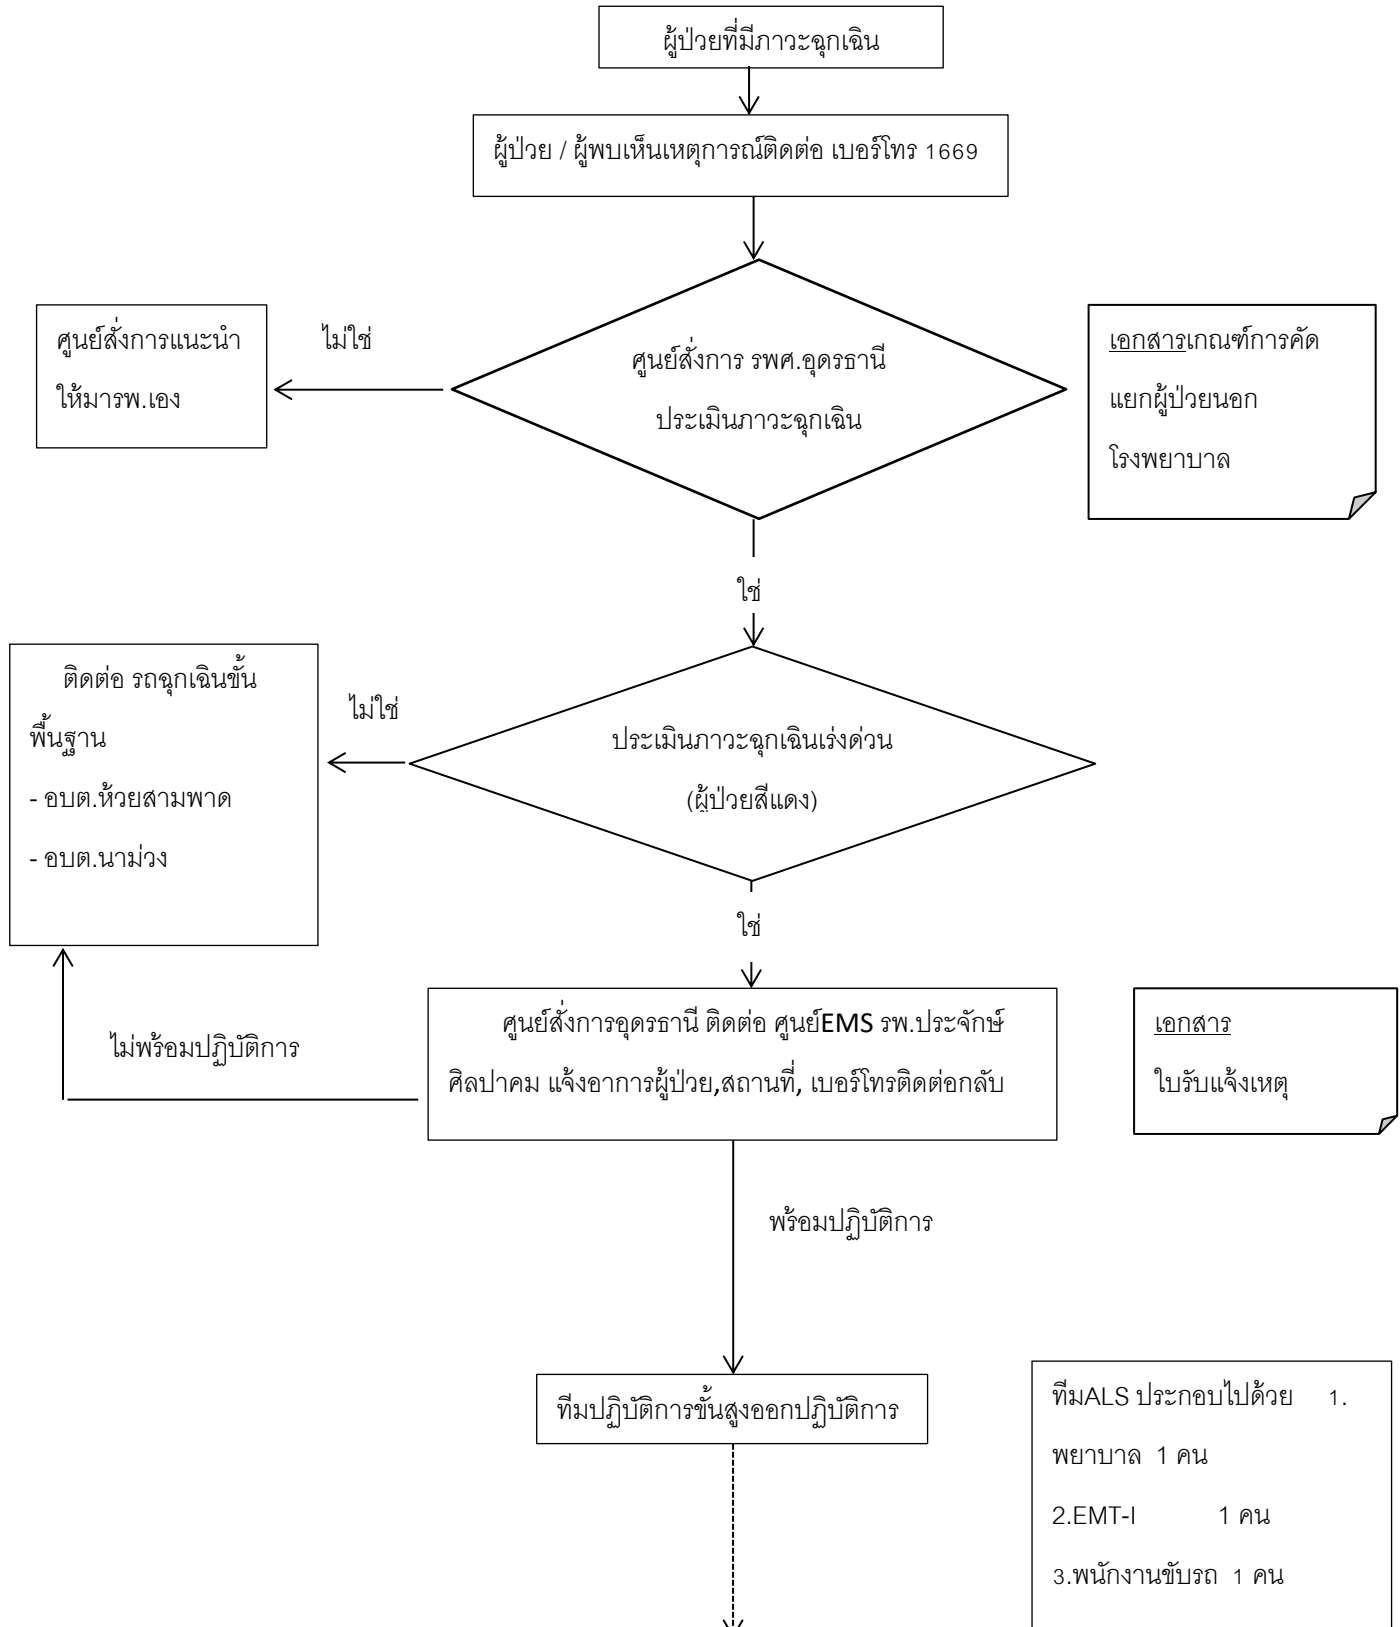 ผู้ป่วยที่มีภาวะฉุกเฉิน
ผู้ป่วย / ผู้พบเห็นเหตุการณ์ติดต่อ เบอร์โทร 1669
ศูนย์สั่งการแนะนำ
ให้มารพ.เอง
ไม่ใช่
ศูนย์สั่งการ รพศ.อุดรธานี
ประเมินภาวะฉุกเฉิน
เอกสารเกณฑ์การคัด
แยกผู้ป่วยนอก
โรงพยาบาล
ใช่
ติดต่อ รถฉุกเฉินขั้น
พื้นฐาน
- อบต.ห้วยสามพาด
- อบต.นาม่วง
ไม่ใช่
ประเมินภาวะฉุกเฉินเร่งด่วน
(ผู้ป่วยสีแดง)
ใช่
ไม่พร้อมปฏิบัติการ
ศูนย์สั่งการอุดรธานี ติดต่อ ศูนย์EMS รพ.ประจักษ์
ศิลปาคม แจ้งอาการผู้ป่วย,สถานที่, เบอร์โทรติดต่อกลับ
เอกสาร
ใบรับแจ้งเหตุ
พร้อมปฏิบัติการ
ทีมปฏิบัติการขั้นสูงออกปฏิบัติการ
ทีมALS ประกอบไปด้วย 1.
พยาบาล 1 คน
2.EMT-I 1 คน
3.พนักงานขับรถ 1 คน